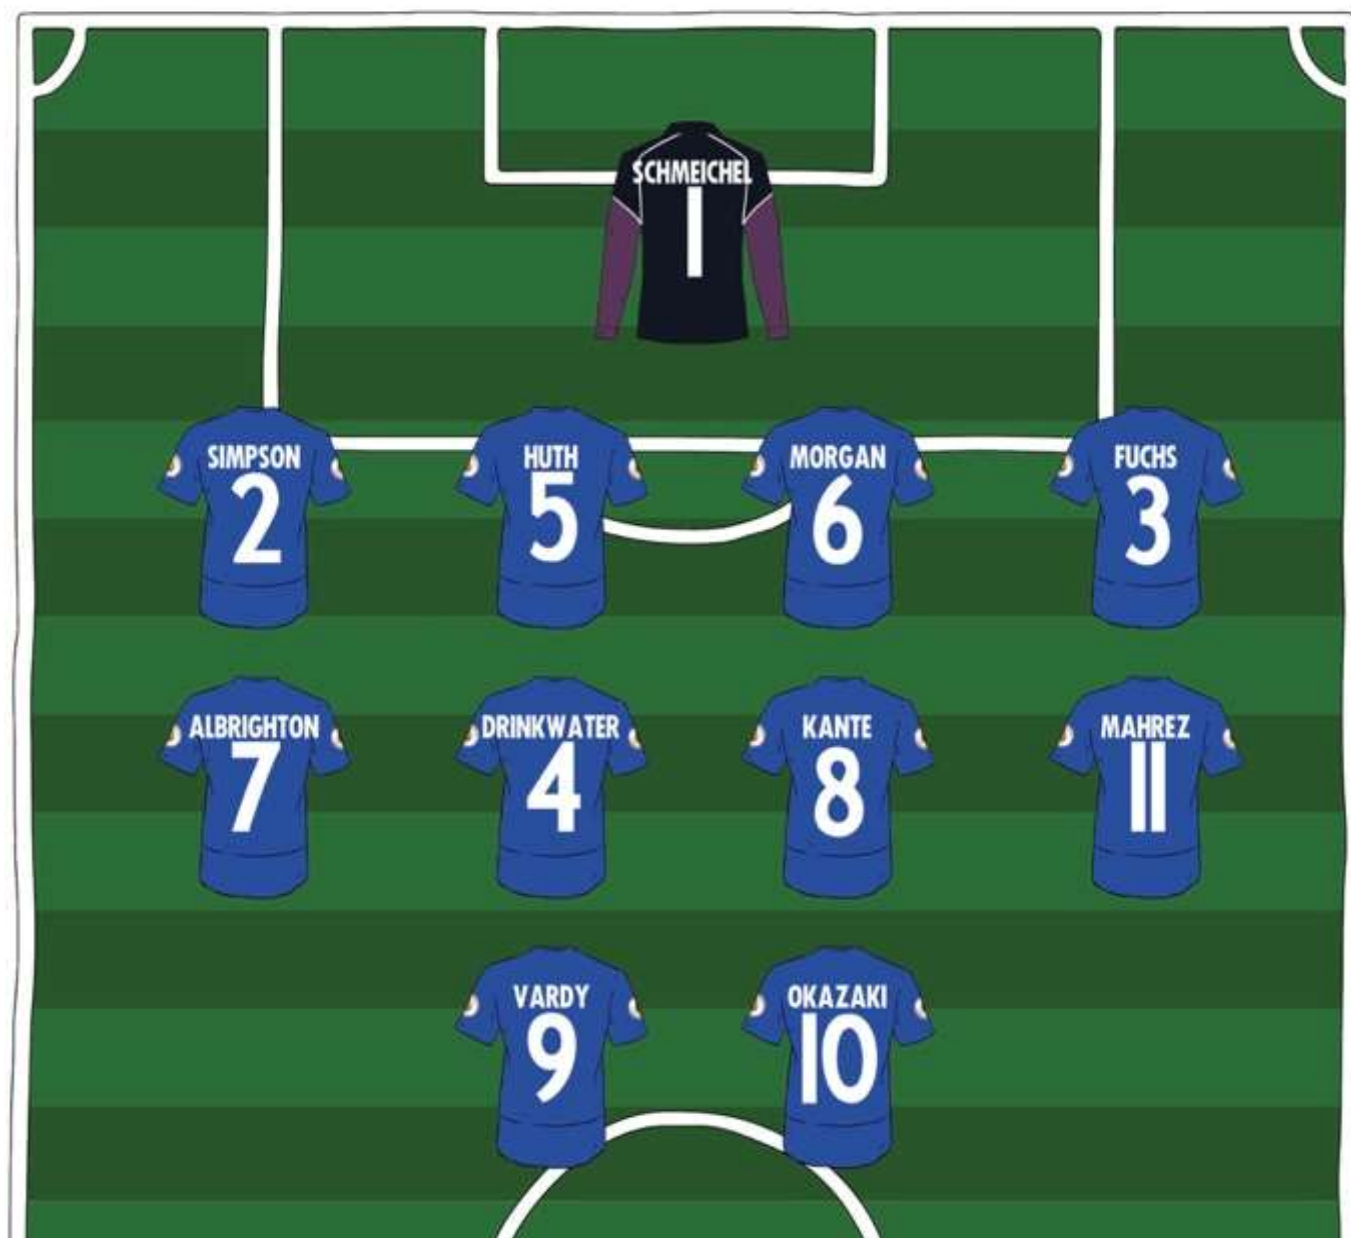 SCHMEICHEL
1
SIMPSON
2
HUTH
5
MORGAN
6
FUCHS
3
ALBRIGHTON
7
DRINKWATER
4
KANTE
8
MAHREZ
11
VARDY
9
OKAZAKI
10